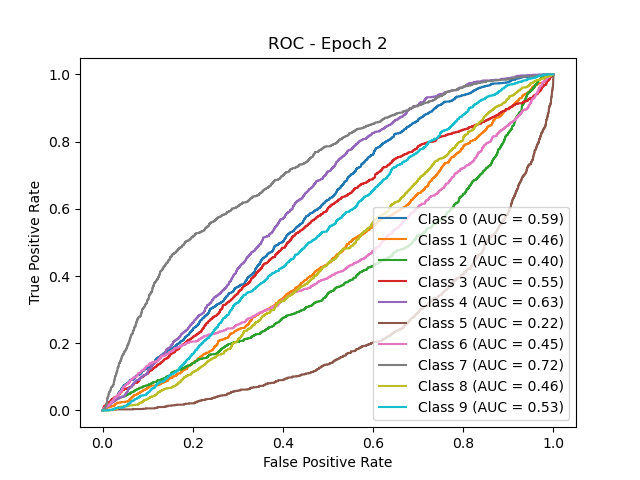 ROC - Epoch 2
True Positive Rate
1.0
0.8
0.6
0.4
0.2
0.0
Class 0 (AUC = 0.59)
Class 1 (AUC = 0.46)
Class 2 (AUC = 0.40)
Class 3 (AUC = 0.55)
Class 4 (AUC = 0.63)
Class 5 (AUC = 0.22)
Class 6 (AUC = 0.45)
Class 7 (AUC = 0.72)
Class 8 (AUC = 0.46)
Class 9 (AUC = 0.53)
0.0 0.2 0.4 0.6 0.8 1.0
False Positive Rate